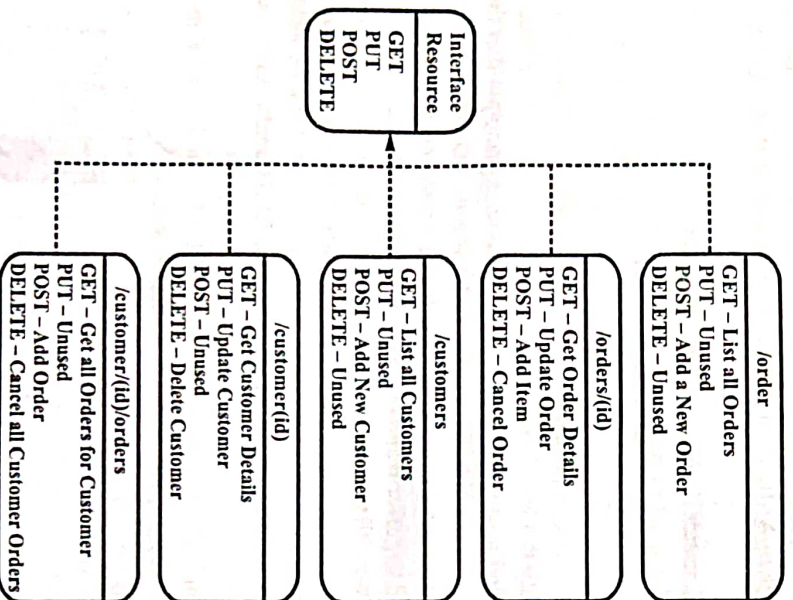 Interface
Resource
GET
PUT
POST
DELETE
/order
GET – List all Orders
PUT – Unused
POST – Add a New Order
DELETE – Unused
/orders/(id)
GET – Get Order Details
PUT – Update Order
POST – Add Item
DELETE – Cancel Order
/customers
GET – List all Customers
PUT – Unused
POST – Add New Customer
DELETE – Unused
/customer(id)
GET – Get Customer Details
PUT – Update Customer
POST – Unused
DELETE – Delete Customer
/customer/(id)/orders
GET – Get all Orders for Customer
PUT – Unused
POST – Add Order
DELETE – Cancel all Customer Orders